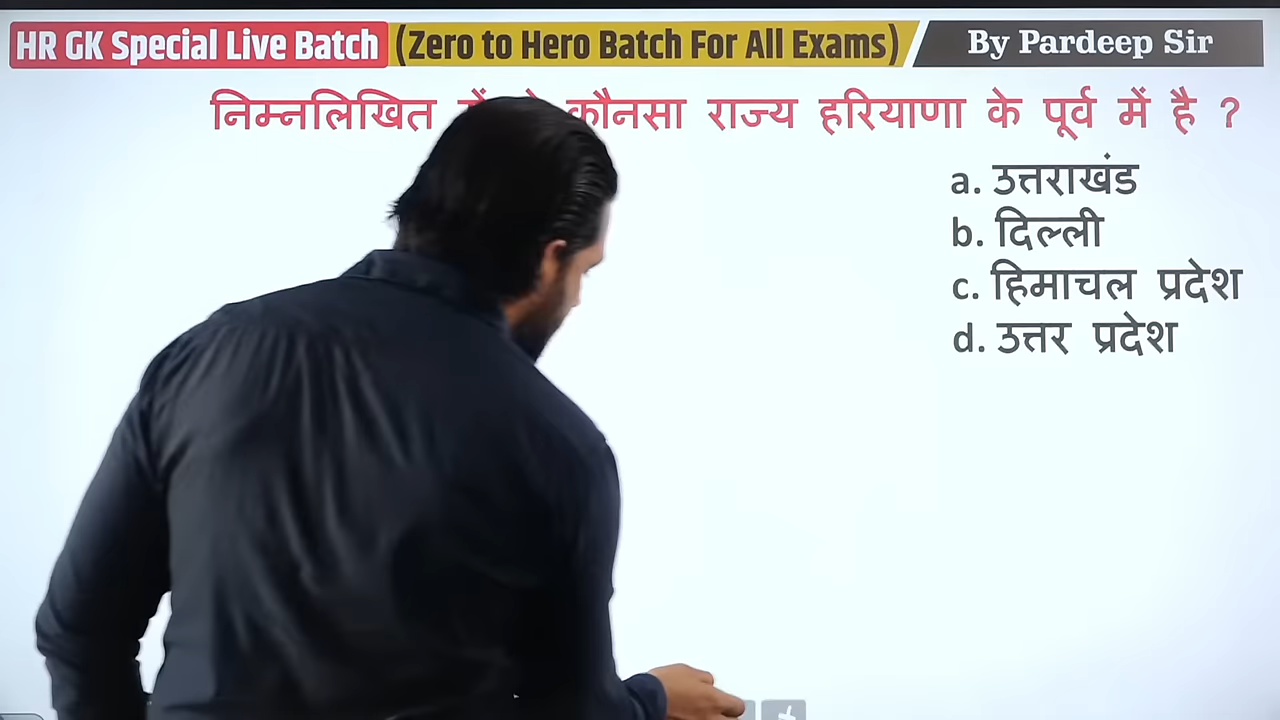 HR GK Special Live Batch (Zero to Hero Batch For All Exams) By Pardeep Sir
निम्नलिखित कौनसा राज्य हरियाणा के पूर्व में है ?
a. उत्तराखंड
b. दिल्ली
c. हिमाचल प्रदेश
d. उत्तर प्रदेश